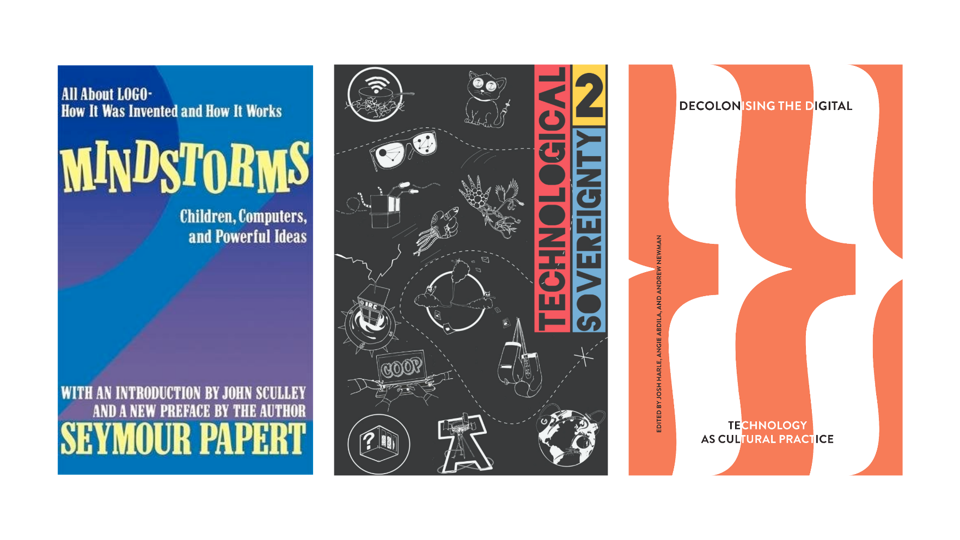 All About LOGO-
How It Was Invented and How It Works
MINDSTORMS
Children, Computers,
and Powerful Ideas
WITH AN INTRODUCTION BY JOHN SCULLEY
AND A NEW PREFACE BY THE AUTHOR
SEYMOUR PAPERT
TECHNOLOGICAL
SOVEREIGNTY 2
COOP
?
DECOLONISING THE DIGITAL
EDITED BY JOSH HARLE, ANGIE ABDILA, AND ANDREW NEWMAN
TECHNOLOGY
AS CULTURAL PRACTICE